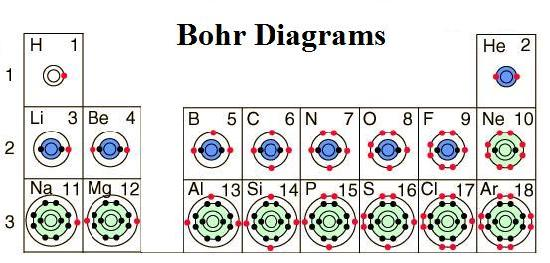 Bohr Diagrams
H 1
He 2
1
Li 3
Be 4
B 5
C 6
N 7
O 8
F 9
Ne 10
2
Na 11
Mg 12
Al 13
Si 14
P 15
S 16
Cl 17
Ar 18
3